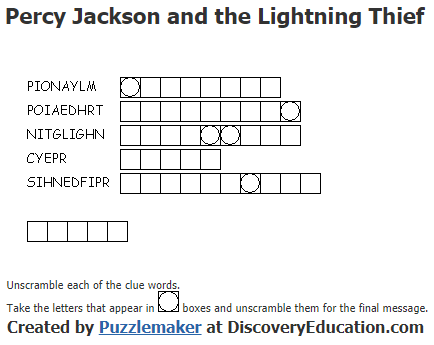 Percy Jackson and the Lightning Thief
PIONAYLM
POIAEDHRT
NITGLIGHN
CYEPR
SIHNEDFIPR
Unscramble each of the clue words.
Take the letters that appear in boxes and unscramble them for the final message.
Created by Puzzlemaker at DiscoveryEducation.com